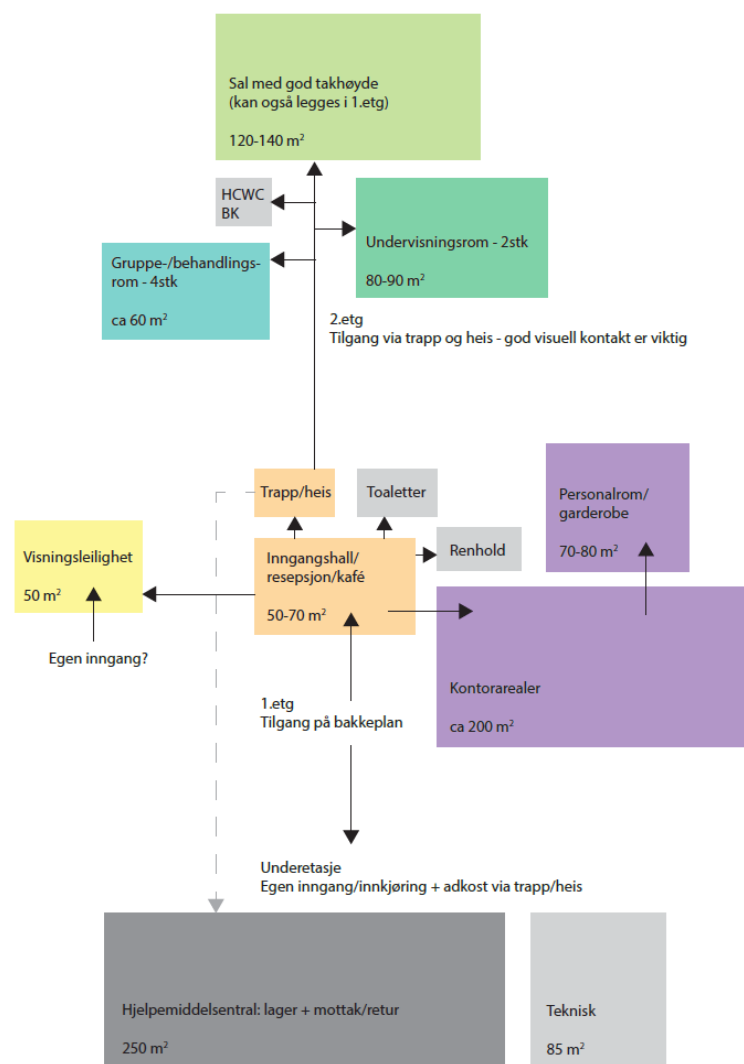 Sal med god takhøyde
(kan også legges i 1.etg)
120-140 m²
HCWC
BK
Undervisningsrom - 2stk
80-90 m²
Gruppe-/behandlings-
rom - 4stk
ca 60 m²
2.etg
Tilgang via trapp og heis - god visuell kontakt er viktig
Trapp/heis
Toaletter
Personalrom/
garderobe
70-80 m²
Renhold
Visningsleilighet
50 m²
Inngangshall/
resepsjon/kafé
50-70 m²
Egen inngang?
Kontorarealer
ca 200 m²
1.etg
Tilgang på bakkeplan
Underetasje
Egen inngang/innkjøring + adkost via trapp/heis
Hjelpemiddelsentral: lager + mottak/retur
250 m²
Teknisk
85 m²